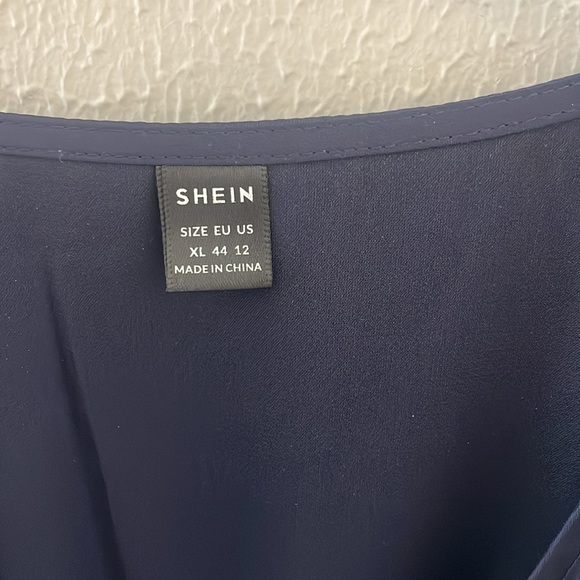 SHEIN
SIZE EU US
XL 44 12
MADE IN CHINA